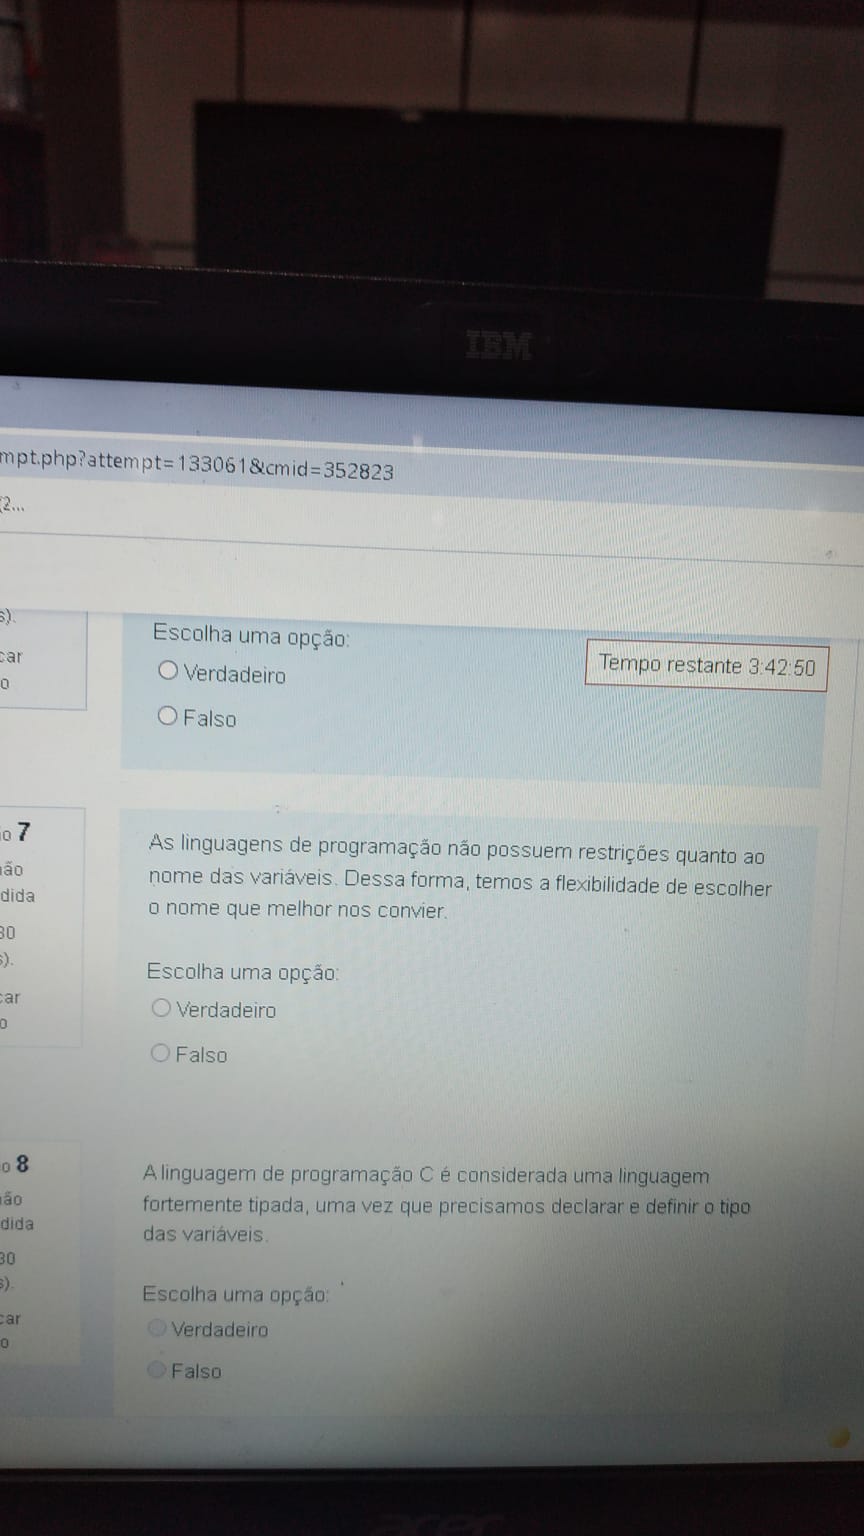 IBM
mpt.php?attempt=133061&cmid=352823
(2...
s).
car
o
Escolha uma opção:
Verdadeiro
Falso
Tempo restante 3:42:50
o 7
ão
dida
30
s).
car
o
As linguagens de programação não possuem restrições quanto ao
nome das variáveis. Dessa forma, temos a flexibilidade de escolher
o nome que melhor nos convier.
Escolha uma opção:
Verdadeiro
Falso
o 8
ão
dida
30
s).
car
o
A linguagem de programação C é considerada uma linguagem
fortemente tipada, uma vez que precisamos declarar e definir o tipo
das variáveis.
Escolha uma opção:
Verdadeiro
Falso
acer